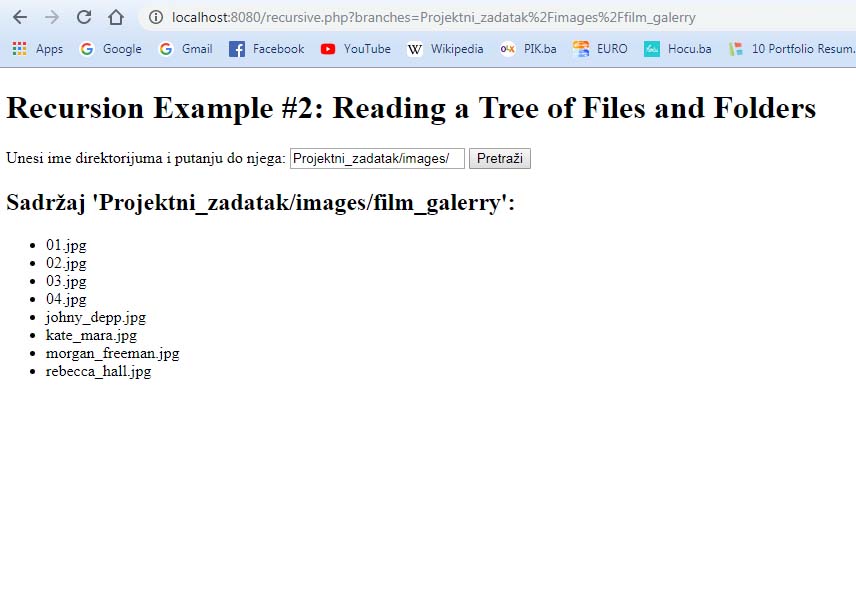 localhost:8080/recursive.php?branches=Projektni_zadatak%2Fimages%2Ffilm_galerry
Apps Google Gmail Facebook YouTube Wikipedia PIK.ba EURO Hocu.ba 10 Portfolio Resum.
Recursion Example #2: Reading a Tree of Files and Folders
Unesi ime direktorijuma i putanju do njega: Projektni_zadatak/images/ Pretraži
Sadržaj 'Projektni_zadatak/images/film_galerry':
01.jpg
02.jpg
03.jpg
04.jpg
johny_depp.jpg
kate_mara.jpg
morgan_freeman.jpg
rebecca_hall.jpg